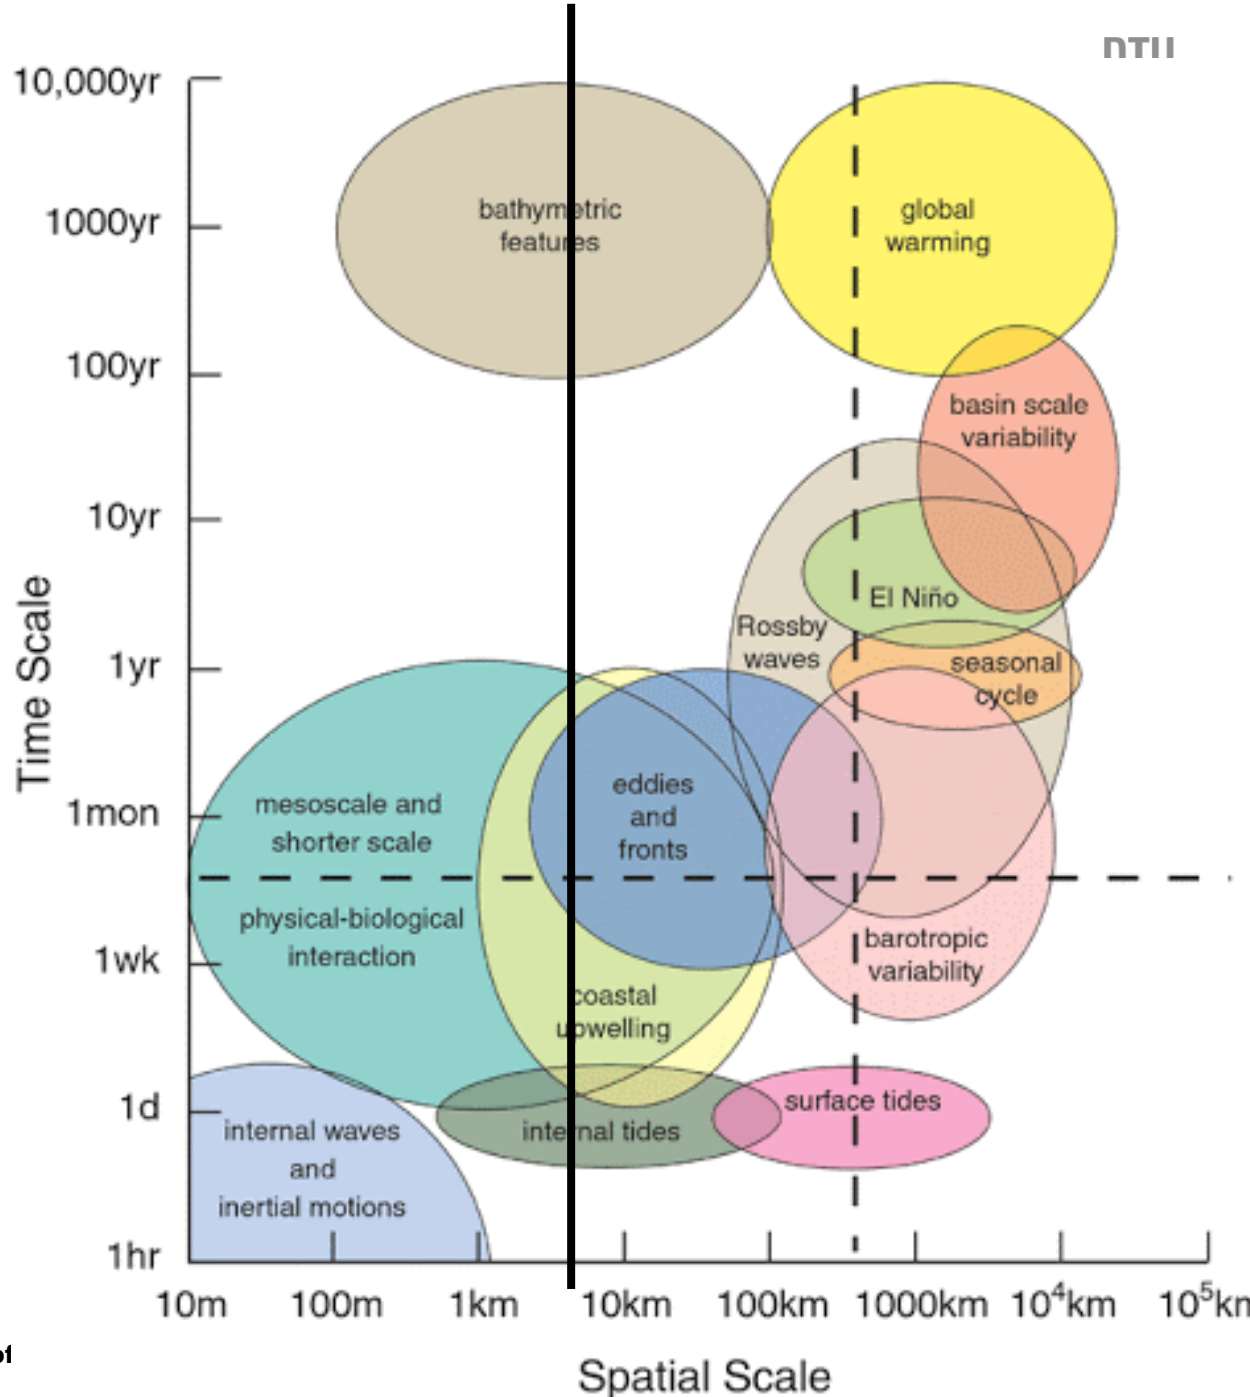 10,000yr
1000yr
100yr
10yr
1yr
1mon
1wk
1d
1hr
Time Scale
bathymetric
features
global
warming
basin scale
variability
El Niño
Rossby
waves
seasonal
cycle
eddies
and
fronts
mesoscale and
shorter scale
physical-biological
interaction
barotropic
variability
coastal
upwelling
surface tides
internal tides
internal waves
and
inertial motions
10m 100m 1km 10km 100km 1000km 10⁴km 10⁵km
Spatial Scale
of